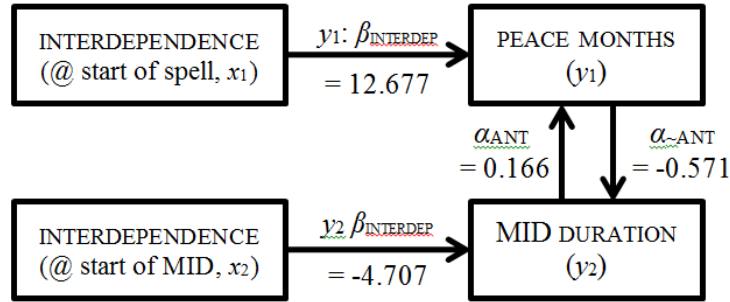 INTERDEPENDENCE
(@ start of spell, x1)
y1: βINTERDEP
= 12.677
PEACE MONTHS
(y1)
αANT
= 0.166
α~ANT
= -0.571
INTERDEPENDENCE
(@ start of MID, x2)
y2 βINTERDEP
= -4.707
MID DURATION
(y2)